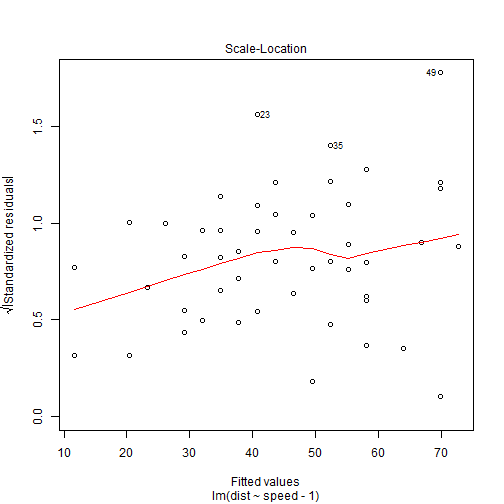 Scale-Location
49
23
35
√|Standardized residuals|
0.0
0.5
1.0
1.5
10 20 30 40 50 60 70
Fitted values
lm(dist ~ speed - 1)